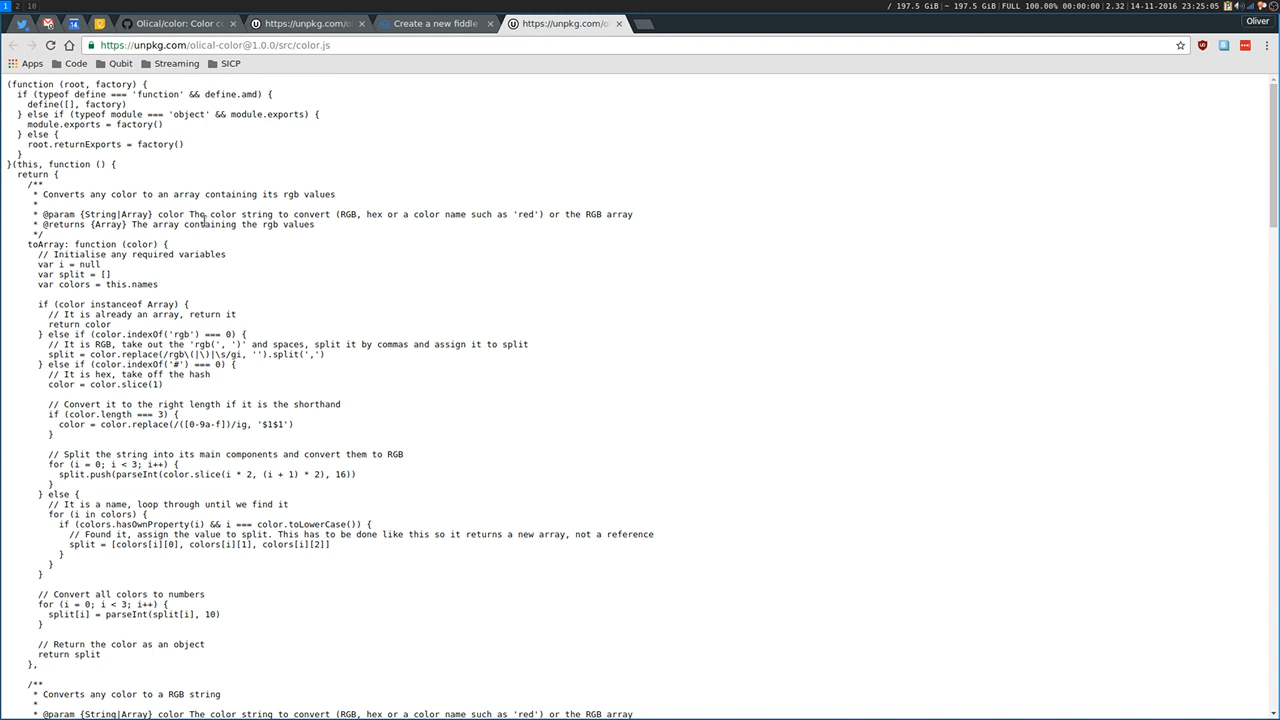 1 2 10
/ 197.5 GiB|~ 197.5 GiB|FULL 100.00% 00:00:00|2.32|14-11-2016 23:25:05
Olical/color: Color c
https://unpkg.com/o
Create a new fiddle
https://unpkg.com/o
Oliver
https://unpkg.com/olical-color@1.0.0/src/color.js
Apps Code Qubit Streaming SICP
(function (root, factory) {
  if (typeof define === 'function' && define.amd) {
    define([], factory)
  } else if (typeof module === 'object' && module.exports) {
    module.exports = factory()
  } else {
    root.returnExports = factory()
  }
}(this, function () {
  return {
    /**
     * Converts any color to an array containing its rgb values
     *
     * @param {String|Array} color The color string to convert (RGB, hex or a color name such as 'red') or the RGB array
     * @returns {Array} The array containing the rgb values
     */
    toArray: function (color) {
      // Initialise any required variables
      var i = null
      var split = []
      var colors = this.names

      if (color instanceof Array) {
        // It is already an array, return it
        return color
      } else if (color.indexOf('rgb') === 0) {
        // It is RGB, take out the 'rgb(', ')' and spaces, split it by commas and assign it to split
        split = color.replace(/rgb\(|\)|\s/gi, '').split(',')
      } else if (color.indexOf('#') === 0) {
        // It is hex, take off the hash
        color = color.slice(1)

        // Convert it to the right length if it is the shorthand
        if (color.length === 3) {
          color = color.replace(/([0-9a-f])/ig, '$1$1')
        }

        // Split the string into its main components and convert them to RGB
        for (i = 0; i < 3; i++) {
          split.push(parseInt(color.slice(i * 2, (i + 1) * 2), 16))
        }
      } else {
        // It is a name, loop through until we find it
        for (i in colors) {
          if (colors.hasOwnProperty(i) && i === color.toLowerCase()) {
            // Found it, assign the value to split. This has to be done like this so it returns a new array, not a reference
            split = [colors[i][0], colors[i][1], colors[i][2]]
          }
        }
      }

      // Convert all colors to numbers
      for (i = 0; i < 3; i++) {
        split[i] = parseInt(split[i], 10)
      }

      // Return the color as an object
      return split
    },

    /**
     * Converts any color to a RGB string
     *
     * @param {String|Array} color The color string to convert (RGB, hex or a color name such as 'red') or the RGB array